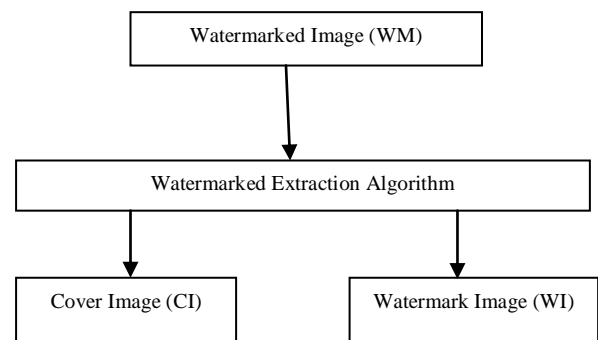 Watermarked Image (WM)
Watermarked Extraction Algorithm
Cover Image (CI)
Watermark Image (WI)